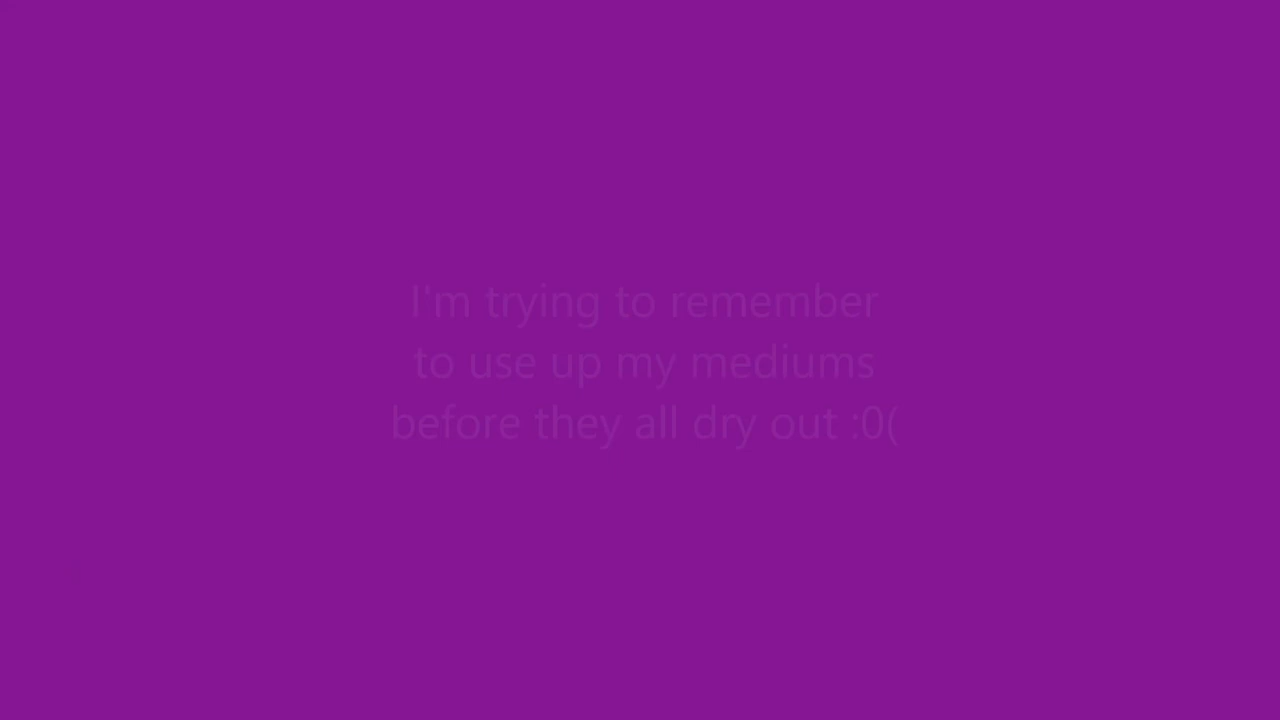 I'm trying to remember
to use up my mediums
before they all dry out :0(